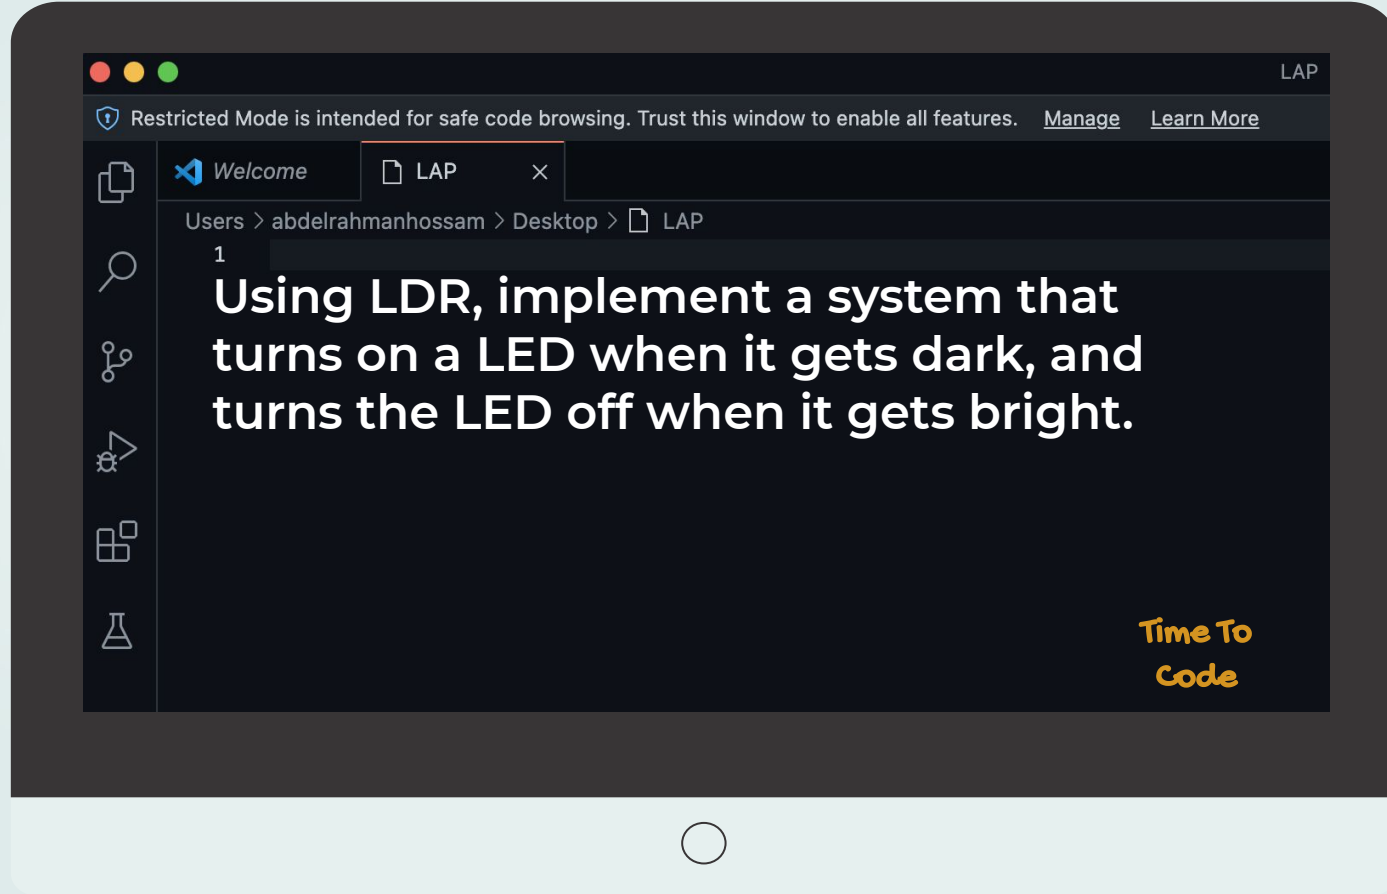 LAP
Restricted Mode is intended for safe code browsing. Trust this window to enable all features. Manage Learn More
Welcome LAP
Users > abdelrahmanhossam > Desktop > LAP
1
Using LDR, implement a system that
turns on a LED when it gets dark, and
turns the LED off when it gets bright.
Time To
Code